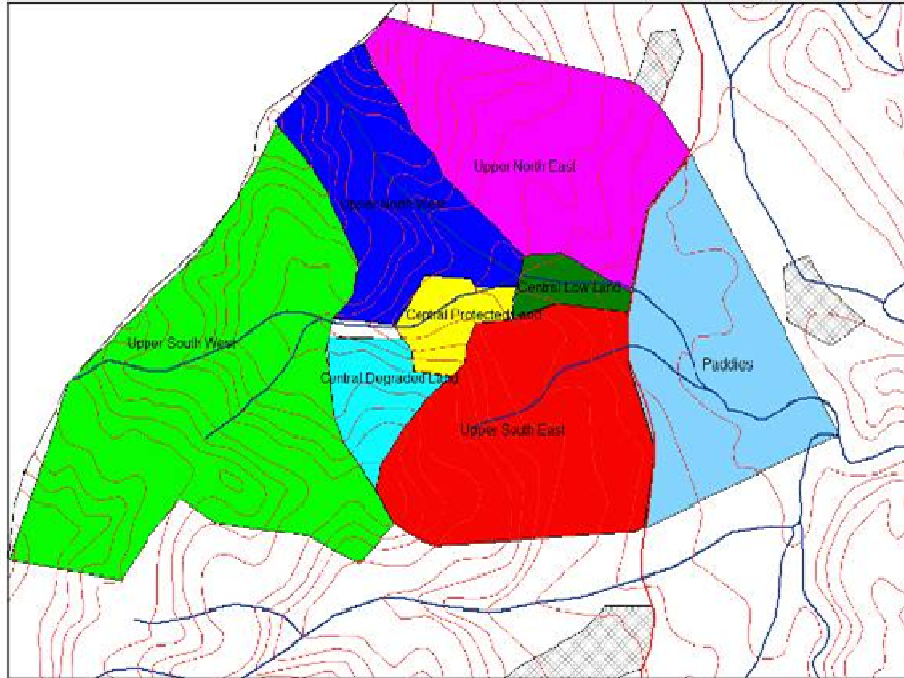 Upper North East
Upper North West
Central Low Land
Central Protected Land
Upper South West
Paddies
Central Degraded Land
Upper South East